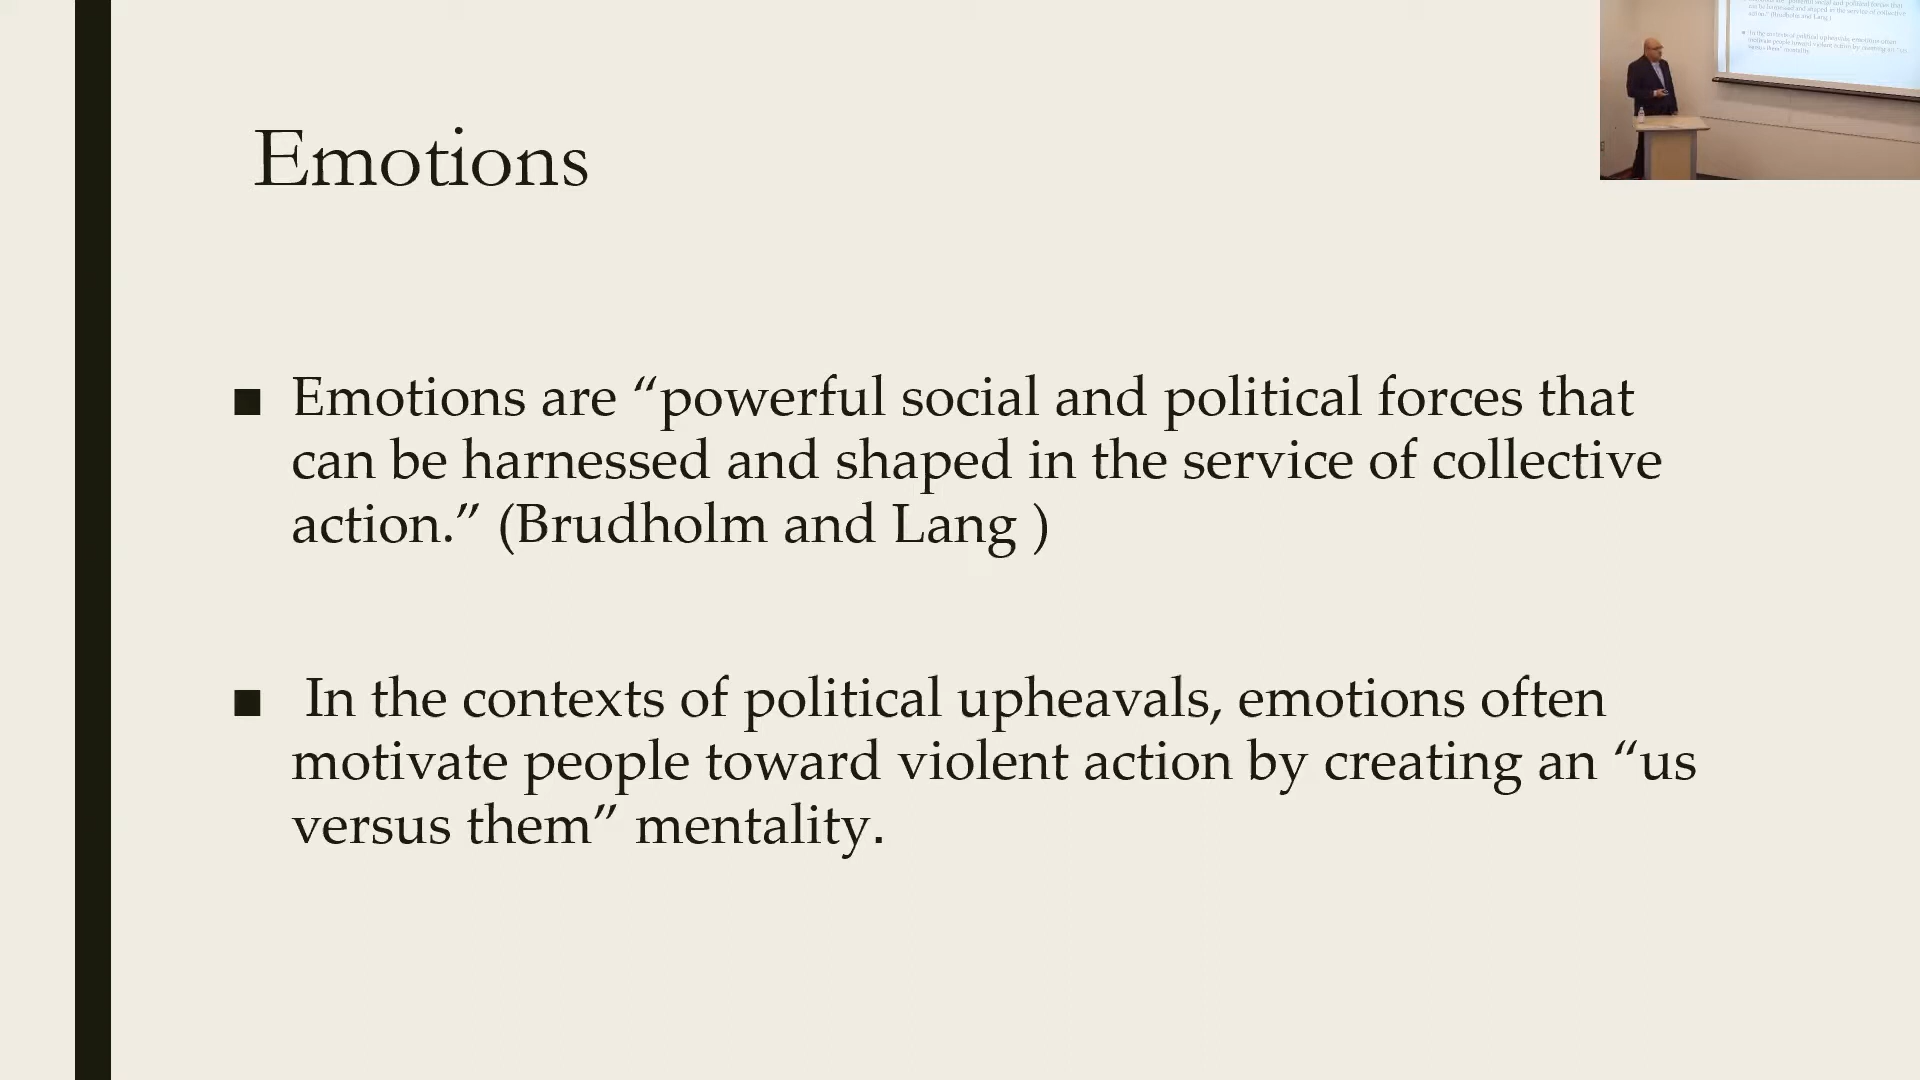 Emotions
■ Emotions are “powerful social and political forces that
can be harnessed and shaped in the service of collective
action.” (Brudholm and Lang )
■ In the contexts of political upheavals, emotions often
motivate people toward violent action by creating an “us
versus them” mentality.